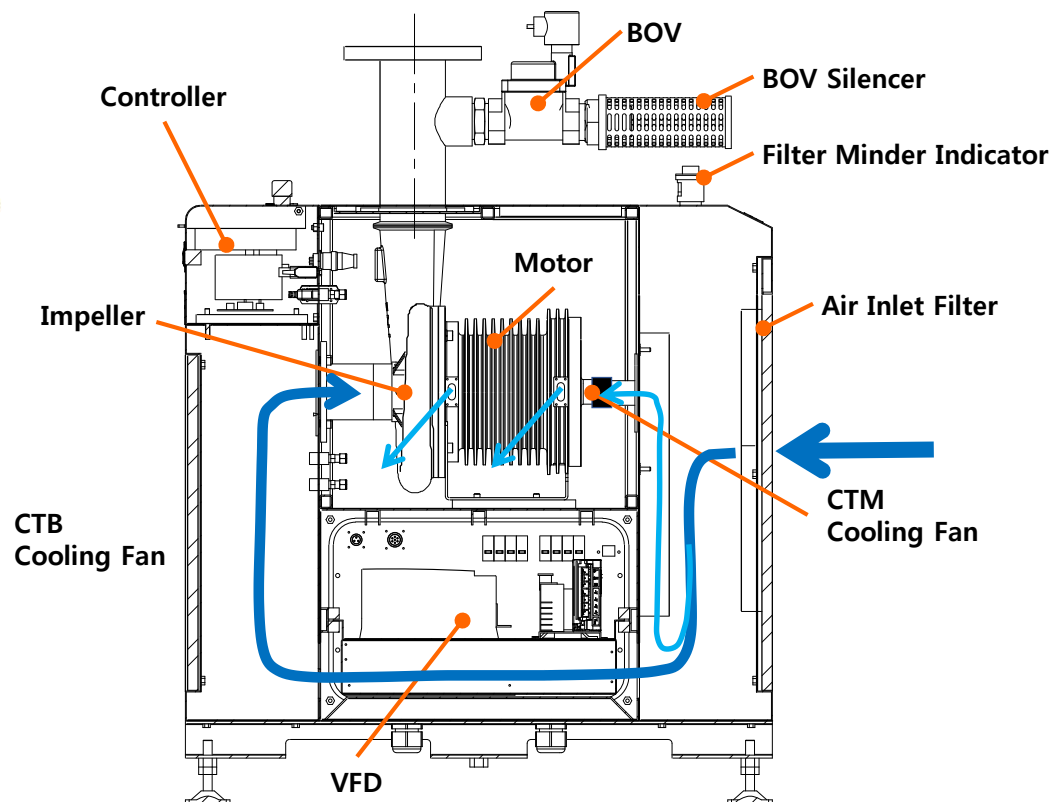 BOV
BOV Silencer
Controller
Filter Minder Indicator
Motor
Impeller
Air Inlet Filter
CTB
Cooling Fan
CTM
Cooling Fan
VFD